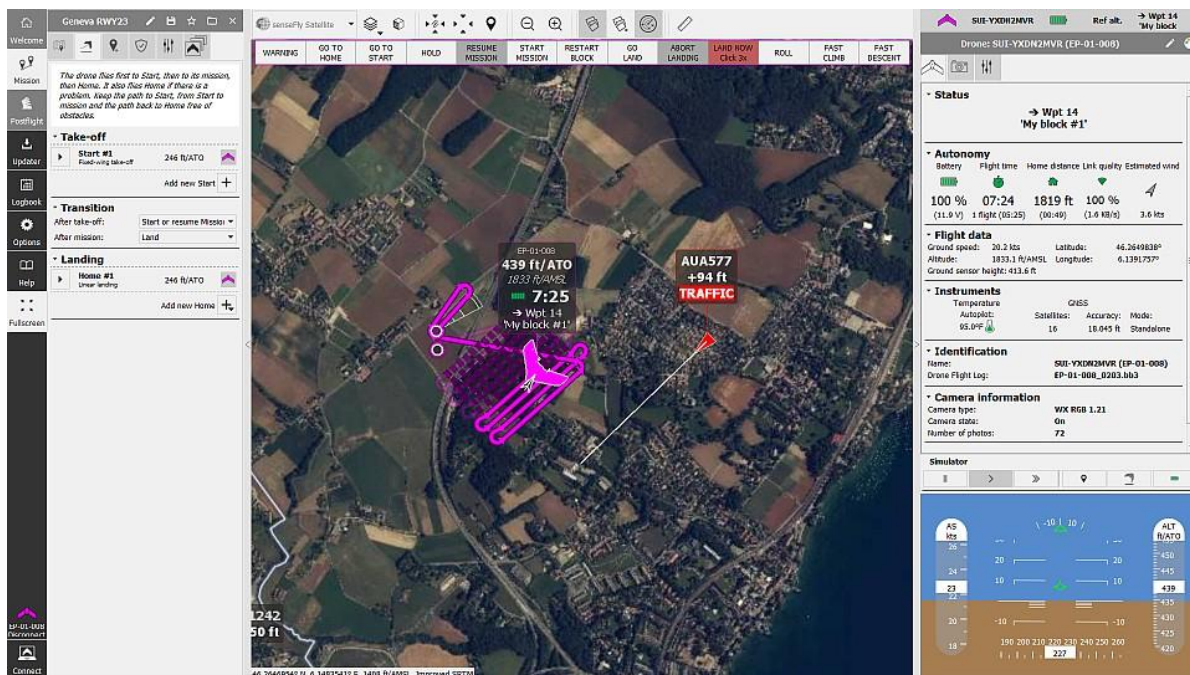 Welcome
Mission
Postflight
Updater
Logbook
Options
Help
Fullscreen
EP-01-008
Disconnect
Connect
Geneva RWY23
The drone flies first to Start, then to its mission,
then Home. It also flies Home if there is a
problem. Keep the path to Start, from Start to
mission and the path back to Home free of
obstacles.
Take-off
Start #1
246 ft/ATO
Fixed-wing take-off
Add new Start
Transition
After take-off:
Start or resume Missio
After mission:
Land
Landing
Home #1
246 ft/ATO
Linear landing
Add new Home
senseFly Satellite
WARNING
GO TO
HOME
GO TO
START
HOLD
RESUME
MISSION
START
MISSION
RESTART
BLOCK
GO
LAND
ABORT
LANDING
LAND NOW
Click 3x
ROLL
FAST
CLIMB
FAST
DESCENT
EP-01-008
439 ft/ATO
1833 ft/AMSL
7:25
→ Wpt 14
'My block #1'
AUA577
+94 ft
TRAFFIC
1242
50 ft
SUI-YXDN2MVR
Ref alt.
→ Wpt 14
'My block
Drone: SUI-YXDN2MVR (EP-01-008)
Status
→ Wpt 14
'My block #1'
Autonomy
Battery Flight time Home distance Link quality Estimated wind
100 % 07:24 1819 ft 100 %
(11.9 V) 1 flight (05:25) (00:49) (1.6 KB/s) 3.6 kts
Flight data
Ground speed: 20.2 kts Latitude: 46.2649838°
Altitude: 1833.1 ft/AMSL Longitude: 6.1391757°
Ground sensor height: 413.6 ft
Instruments
Temperature GNSS
Autopilot: Satellites: Accuracy: Mode:
95.0°F 16 18.045 ft Standalone
Identification
Name: SUI-YXDN2MVR (EP-01-008)
Drone Flight Log: EP-01-008_0203.bb3
Camera information
Camera type: WX RGB 1.21
Camera state: On
Number of photos: 72
Simulator
AS
kts
26
24
23
22
20
18
-10 10
20 20
10 10
-10 -10
190 200 210 220 230 240 250 260
227
ALT
ft/ATO
450
445
439
435
430
425
420